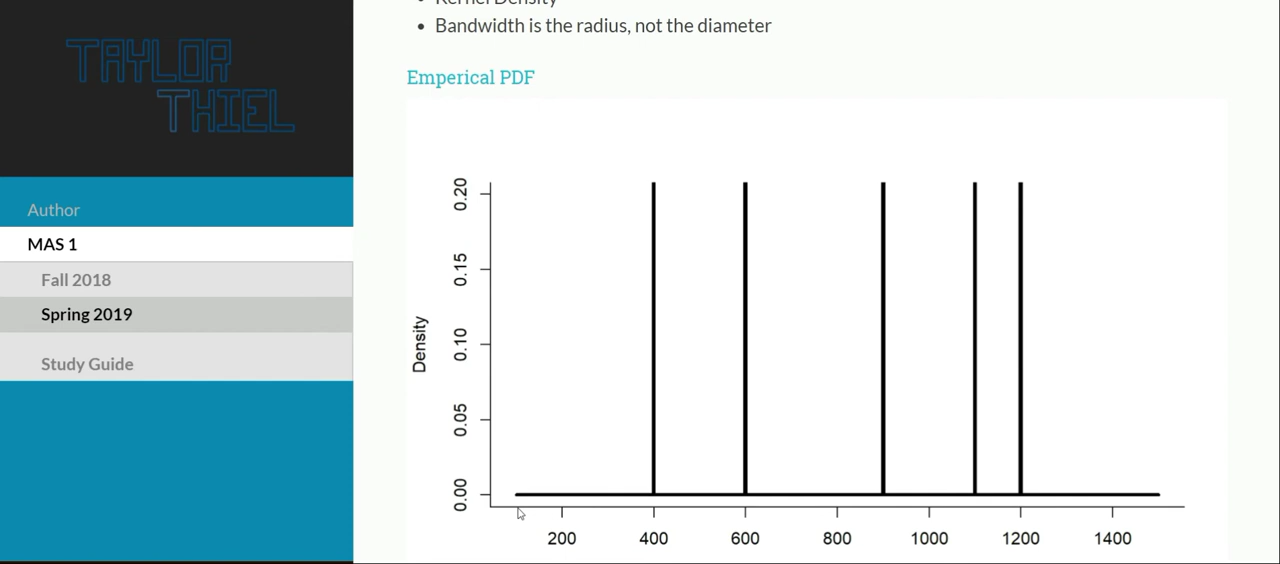 TAYLOR
THIEL
Author
MAS 1
Fall 2018
Spring 2019
Study Guide
Kernel Density
Bandwidth is the radius, not the diameter
Emperical PDF
Density
0.20
0.15
0.10
0.05
0.00
200 400 600 800 1000 1200 1400